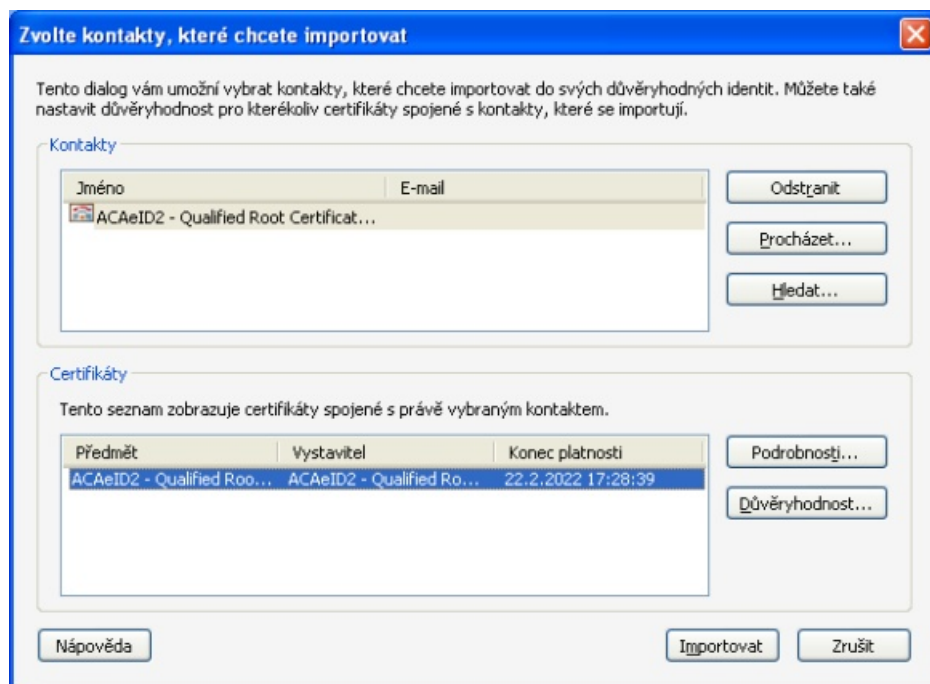 Zvolte kontakty, které chcete importovat
Tento dialog vám umožní vybrat kontakty, které chcete importovat do svých důvěryhodných identit. Můžete také
nastavit důvěryhodnost pro kterékoliv certifikáty spojené s kontakty, které se importují.
Kontakty
Jméno E-mail
ACAeID2 - Qualified Root Certificat...
Odstranit
Procházet...
Hledat...
Certifikáty
Tento seznam zobrazuje certifikáty spojené s právě vybraným kontaktem.
Předmět Vystavitel Konec platnosti
ACAeID2 - Qualified Roo... ACAeID2 - Qualified Ro... 22.2.2022 17:28:39
Podrobnosti...
Důvěryhodnost...
Nápověda Importovat Zrušit